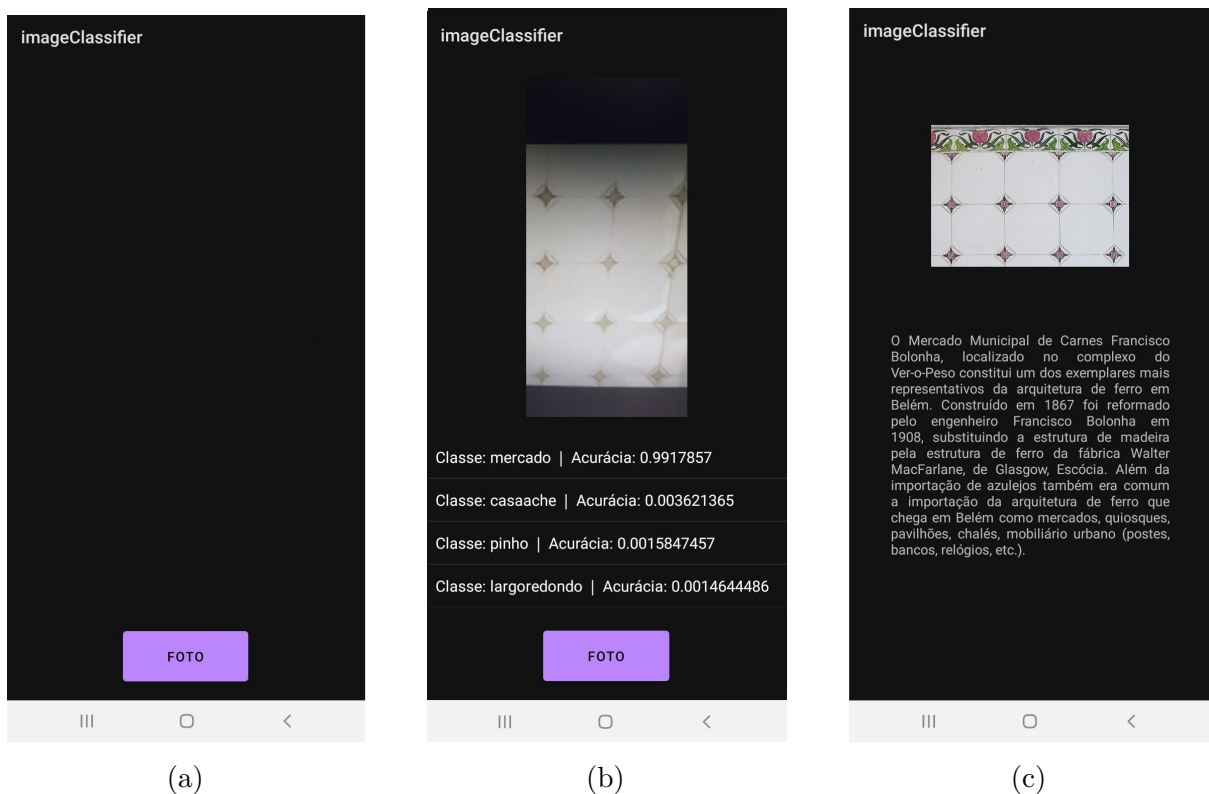 imageClassifier
FOTO
(a)
imageClassifier
Classe: mercado | Acurácia: 0.9917857
Classe: casaache | Acurácia: 0.003621365
Classe: pinho | Acurácia: 0.0015847457
Classe: largoredondo | Acurácia: 0.0014644486
FOTO
(b)
imageClassifier
O Mercado Municipal de Carnes Francisco
Bolonha, localizado no complexo do
Ver-o-Peso constitui um dos exemplares mais
representativos da arquitetura de ferro em
Belém. Construído em 1867 foi reformado
pelo engenheiro Francisco Bolonha em
1908, substituindo a estrutura de madeira
pela estrutura de ferro da fábrica Walter
MacFarlane, de Glasgow, Escócia. Além da
importação de azulejos também era comum
a importação da arquitetura de ferro que
chega em Belém como mercados, quiosques,
pavilhões, chalés, mobiliário urbano (postes,
bancos, relógios, etc.).
(c)